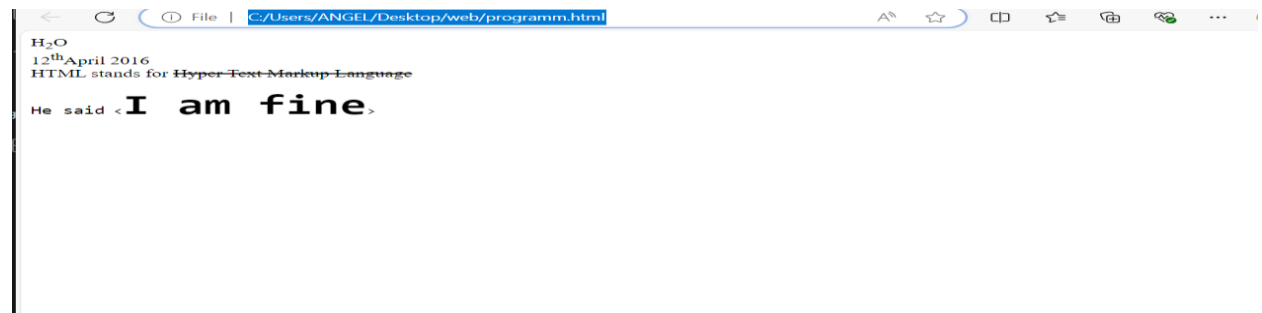 File | C:/Users/ANGEL/Desktop/web/programm.html
H₂O
12ᵗʰApril 2016
HTML stands for Hyper Text Markup Language
He said <I am fine>